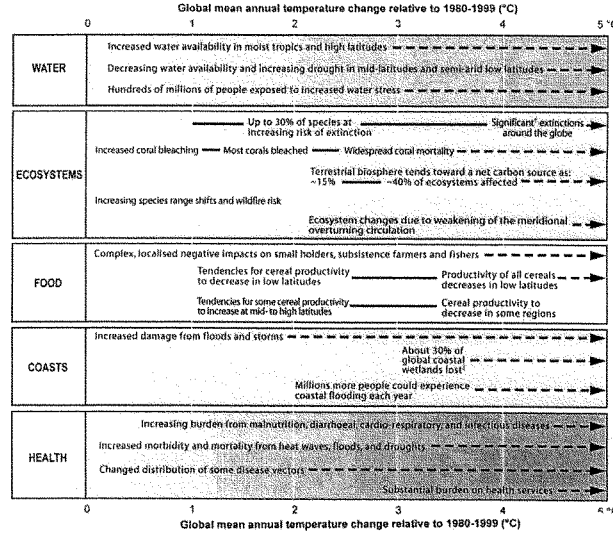 Global mean annual temperature change relative to 1980-1999 (°C)
0 1 2 3 4 5 °C
WATER
Increased water availability in moist tropics and high latitudes
Decreasing water availability and increasing drought in mid-latitudes and semi-arid low latitudes
Hundreds of millions of people exposed to increased water stress
ECOSYSTEMS
Up to 30% of species at
increasing risk of extinction
Significant† extinctions
around the globe
Increased coral bleaching Most corals bleached Widespread coral mortality
Terrestrial biosphere tends toward a net carbon source as:
~15% ~40% of ecosystems affected
Increasing species range shifts and wildfire risk
Ecosystem changes due to weakening of the meridional
overturning circulation
FOOD
Complex, localised negative impacts on small holders, subsistence farmers and fishers
Tendencies for cereal productivity
to decrease in low latitudes
Productivity of all cereals
decreases in low latitudes
Tendencies for some cereal productivity
to increase at mid- to high latitudes
Cereal productivity to
decrease in some regions
COASTS
Increased damage from floods and storms
About 30% of
global coastal
wetlands lost‡
Millions more people could experience
coastal flooding each year
HEALTH
Increasing burden from malnutrition, diarrhoeal, cardio-respiratory, and infectious diseases
Increased morbidity and mortality from heat waves, floods, and droughts
Changed distribution of some disease vectors
Substantial burden on health services
0 1 2 3 4 5 °C
Global mean annual temperature change relative to 1980-1999 (°C)